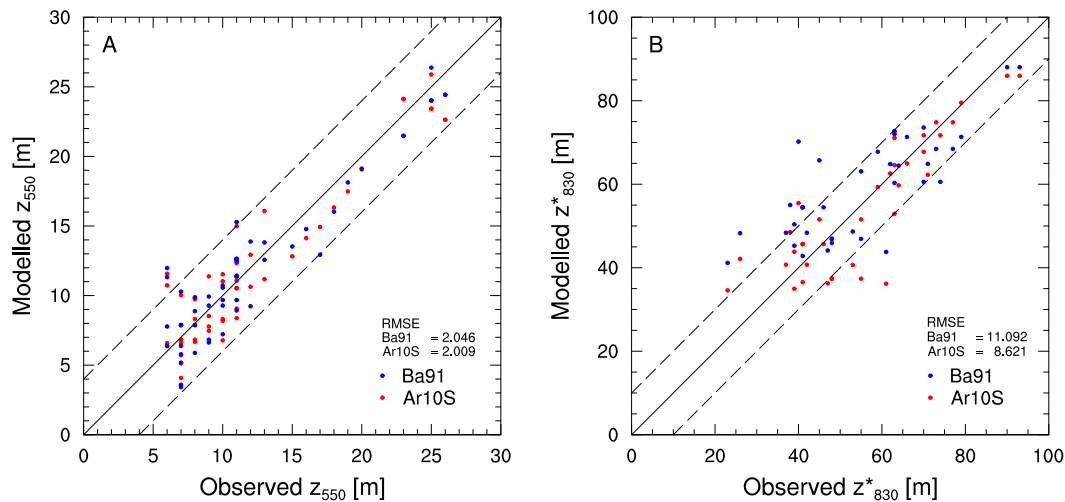 A
30
25
20
15
10
5
0
0 5 10 15 20 25 30
Modelled z550 [m]
Observed z550 [m]
RMSE
Ba91 = 2.046
Ar10S = 2.009
Ba91
Ar10S
B
100
80
60
40
20
0
0 20 40 60 80 100
Modelled z*830 [m]
Observed z*830 [m]
RMSE
Ba91 = 11.092
Ar10S = 8.621
Ba91
Ar10S